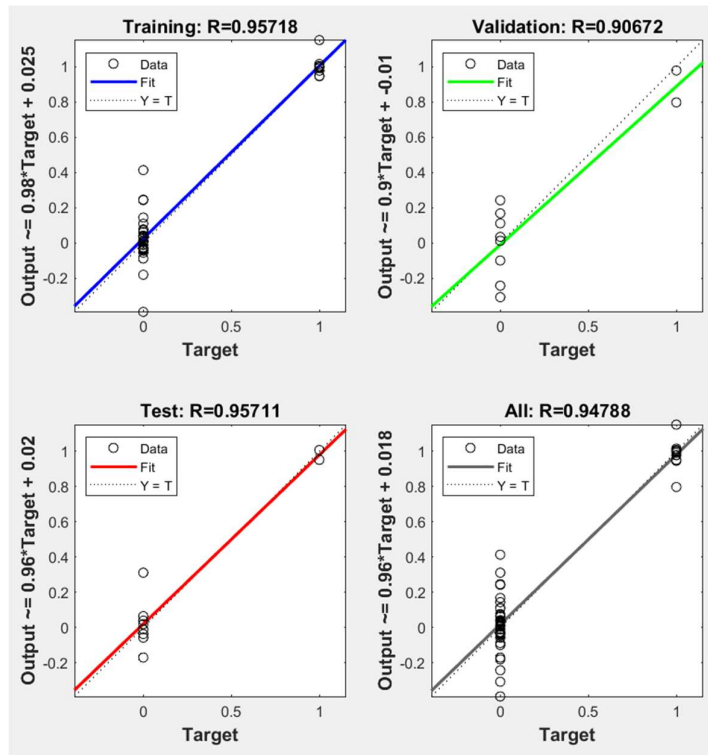 Training: R=0.95718
Data
Fit
Y = T
Output ~= 0.98*Target + 0.025
1
0.8
0.6
0.4
0.2
0
-0.2
0
0.5
1
Target
Validation: R=0.90672
Data
Fit
Y = T
Output ~= 0.9*Target + -0.01
1
0.8
0.6
0.4
0.2
0
-0.2
0
0.5
1
Target
Test: R=0.95711
Data
Fit
Y = T
Output ~= 0.96*Target + 0.02
1
0.8
0.6
0.4
0.2
0
-0.2
0
0.5
1
Target
All: R=0.94788
Data
Fit
Y = T
Output ~= 0.96*Target + 0.018
1
0.8
0.6
0.4
0.2
0
-0.2
0
0.5
1
Target